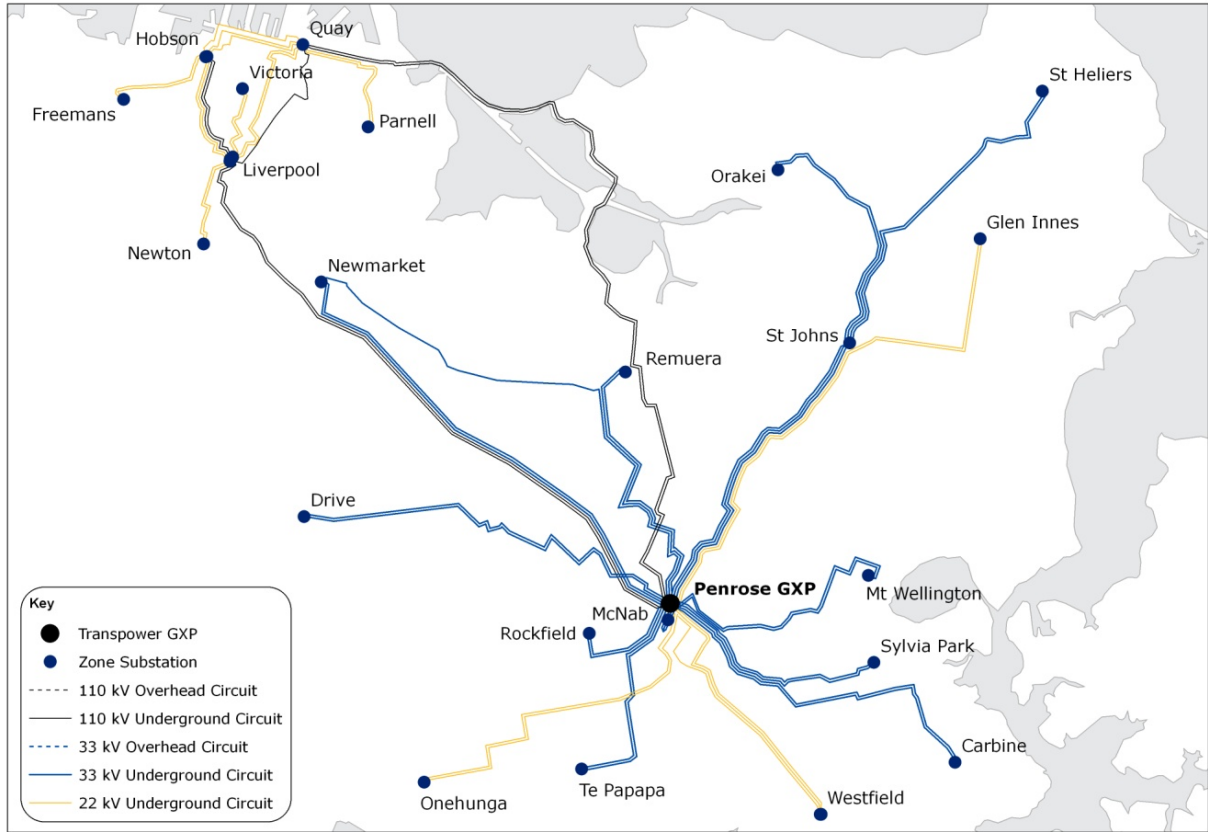 Quay
Hobson
Victoria
St Heliers
Freemans
Parnell
Liverpool
Orakei
Glen Innes
Newton
Newmarket
St Johns
Remuera
Drive
Penrose GXP
Mt Wellington
McNab
Rockfield
Sylvia Park
Carbine
Te Papapa
Onehunga
Westfield
Key
Transpower GXP
Zone Substation
110 kV Overhead Circuit
110 kV Underground Circuit
33 kV Overhead Circuit
33 kV Underground Circuit
22 kV Underground Circuit